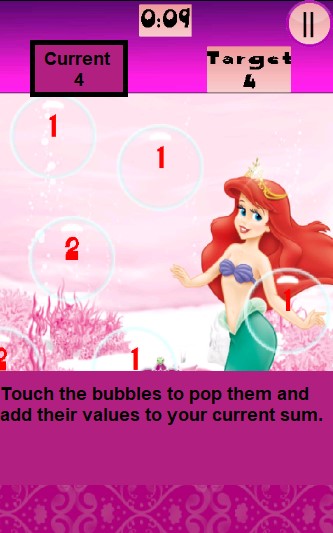 0:09
Current
4
Target
4
1
1
2
1
2
1
Touch the bubbles to pop them and
add their values to your current sum.